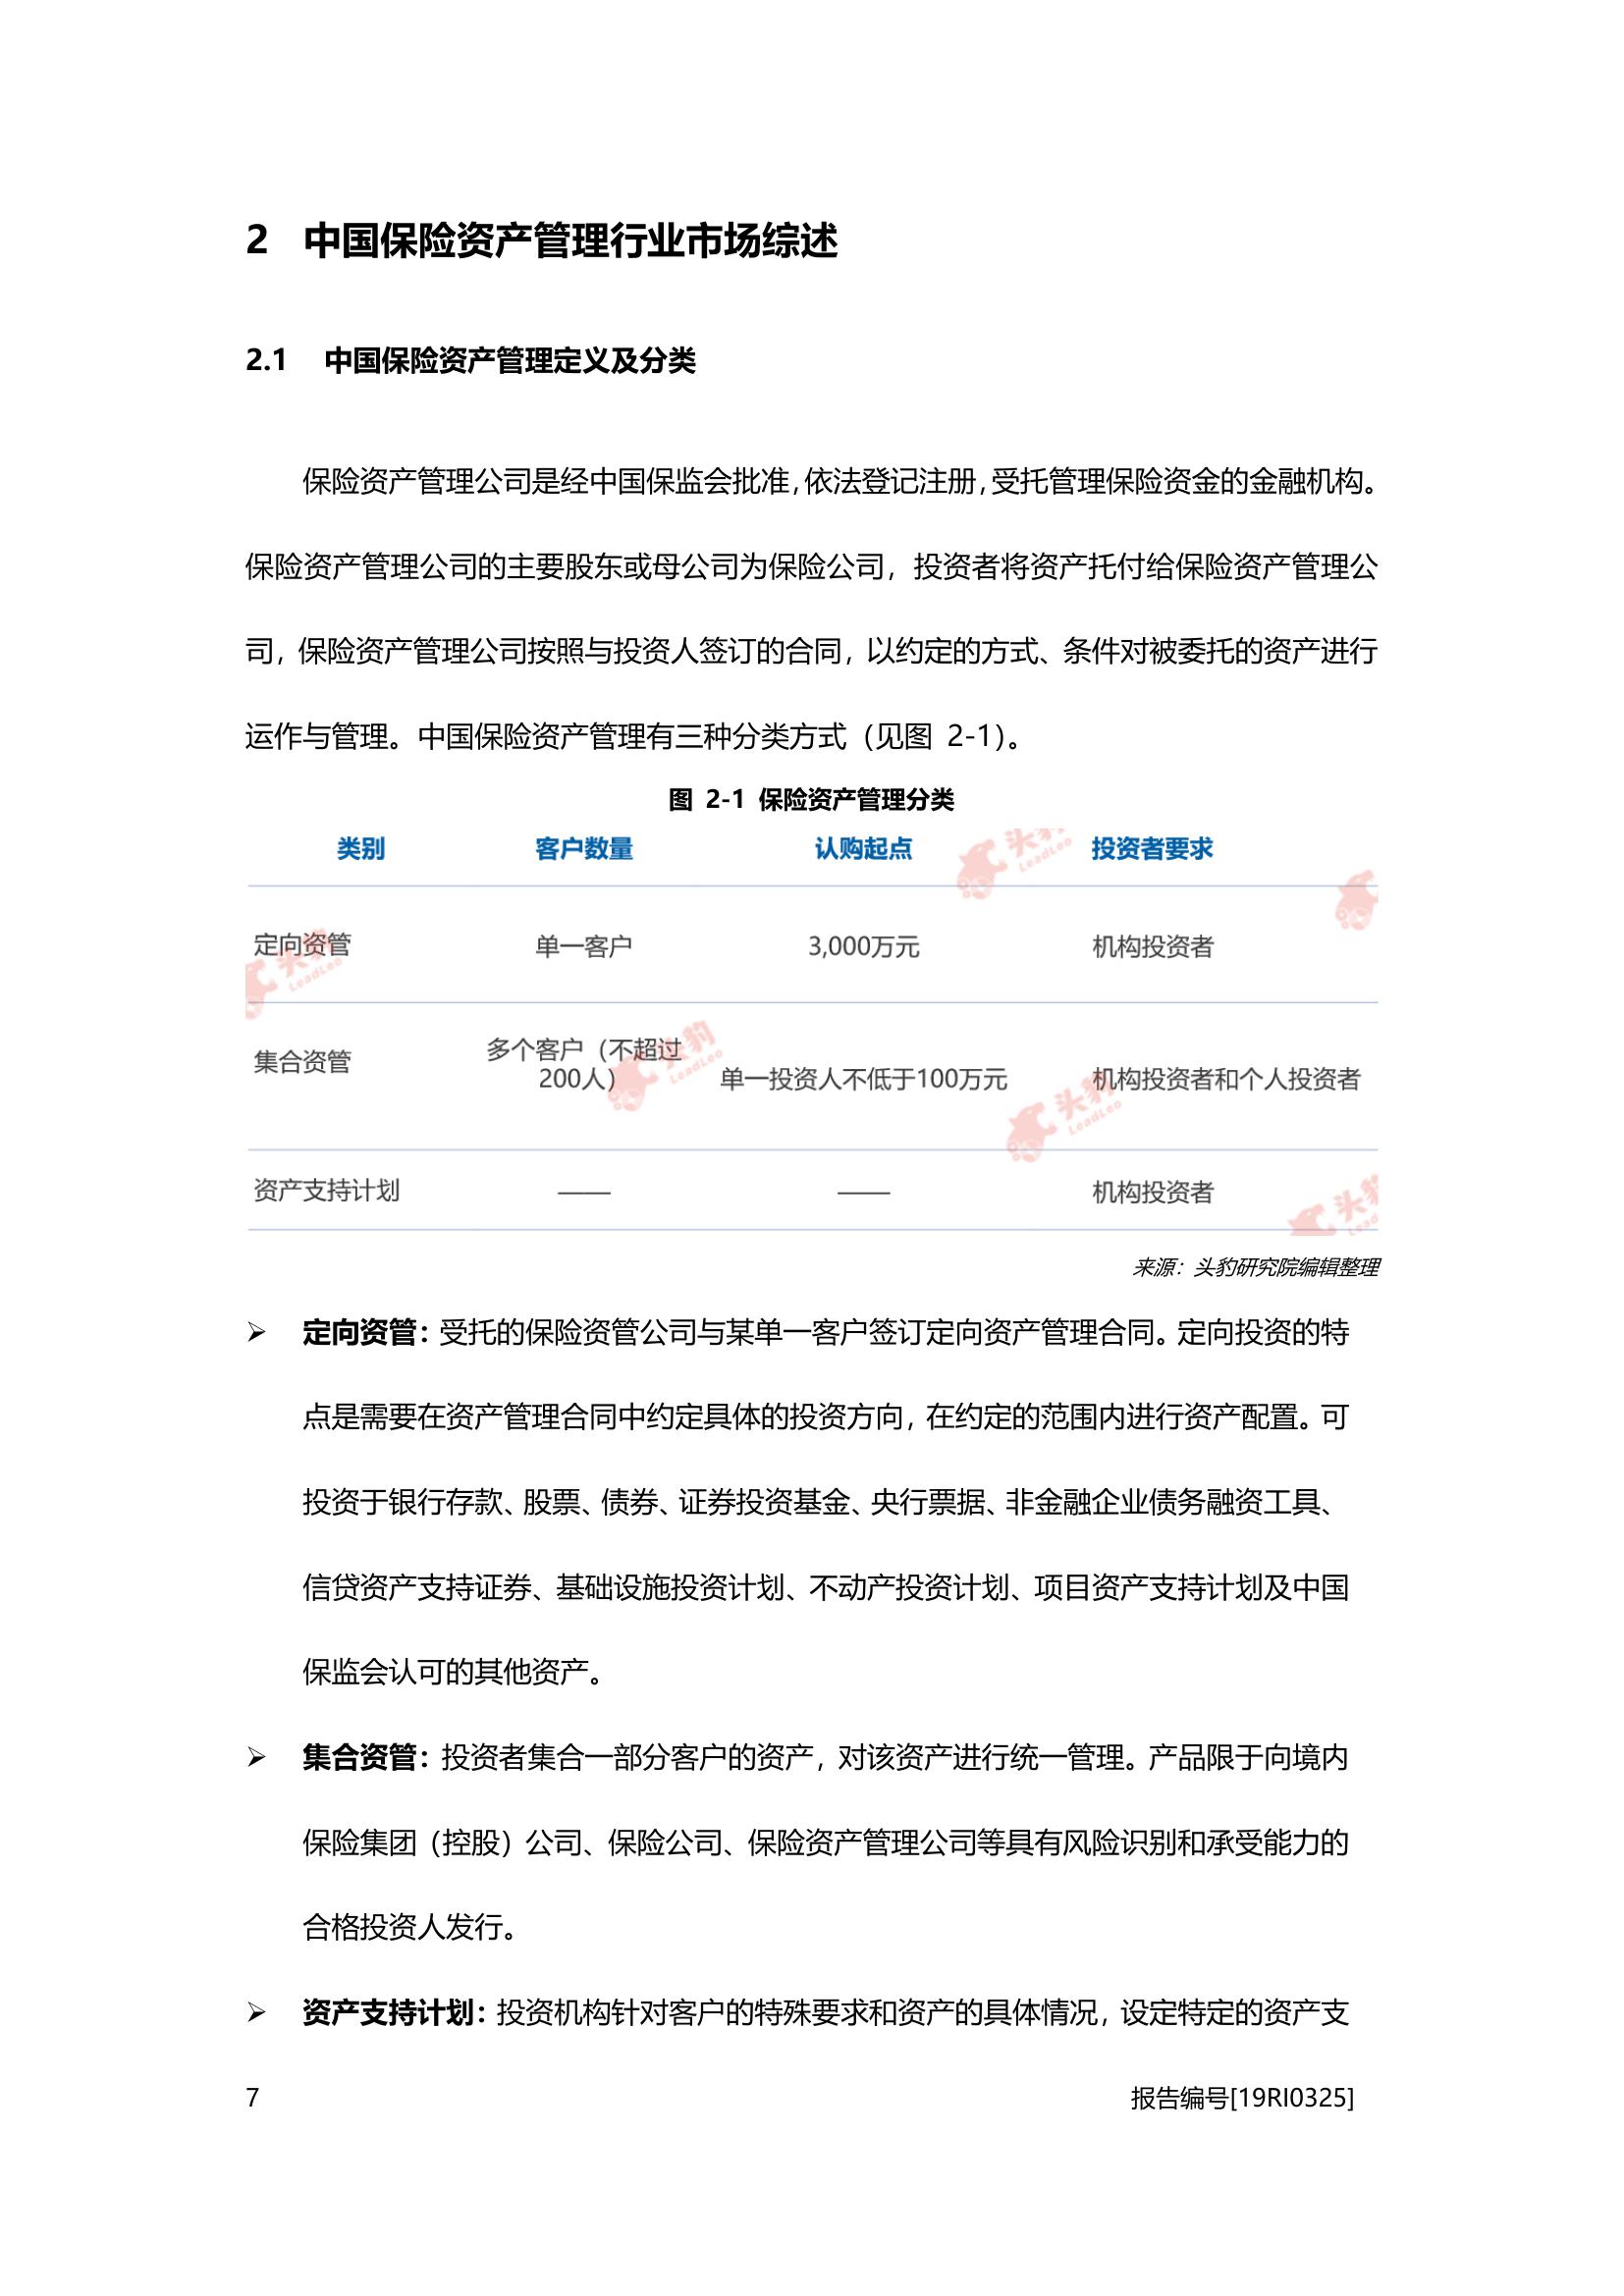 2 中国保险资产管理行业市场综述
2.1 中国保险资产管理定义及分类
保险资产管理公司是经中国保监会批准，依法登记注册，受托管理保险资金的金融机构。
保险资产管理公司的主要股东或母公司为保险公司，投资者将资产托付给保险资产管理公
司，保险资产管理公司按照与投资人签订的合同，以约定的方式、条件对被委托的资产进行
运作与管理。中国保险资产管理有三种分类方式（见图 2-1）。
图 2-1 保险资产管理分类
类别 客户数量 认购起点 投资者要求
定向资管 单一客户 3,000万元 机构投资者
集合资管 多个客户（不超过
200人） 单一投资人不低于100万元 机构投资者和个人投资者
资产支持计划 —— —— 机构投资者
头豹 LeadLeo
来源：头豹研究院编辑整理
➢ 定向资管：受托的保险资管公司与某单一客户签订定向资产管理合同。定向投资的特
点是需要在资产管理合同中约定具体的投资方向，在约定的范围内进行资产配置。可
投资于银行存款、股票、债券、证券投资基金、央行票据、非金融企业债务融资工具、
信贷资产支持证券、基础设施投资计划、不动产投资计划、项目资产支持计划及中国
保监会认可的其他资产。
➢ 集合资管：投资者集合一部分客户的资产，对该资产进行统一管理。产品限于向境内
保险集团（控股）公司、保险公司、保险资产管理公司等具有风险识别和承受能力的
合格投资人发行。
➢ 资产支持计划：投资机构针对客户的特殊要求和资产的具体情况，设定特定的资产支
7 报告编号[19RI0325]